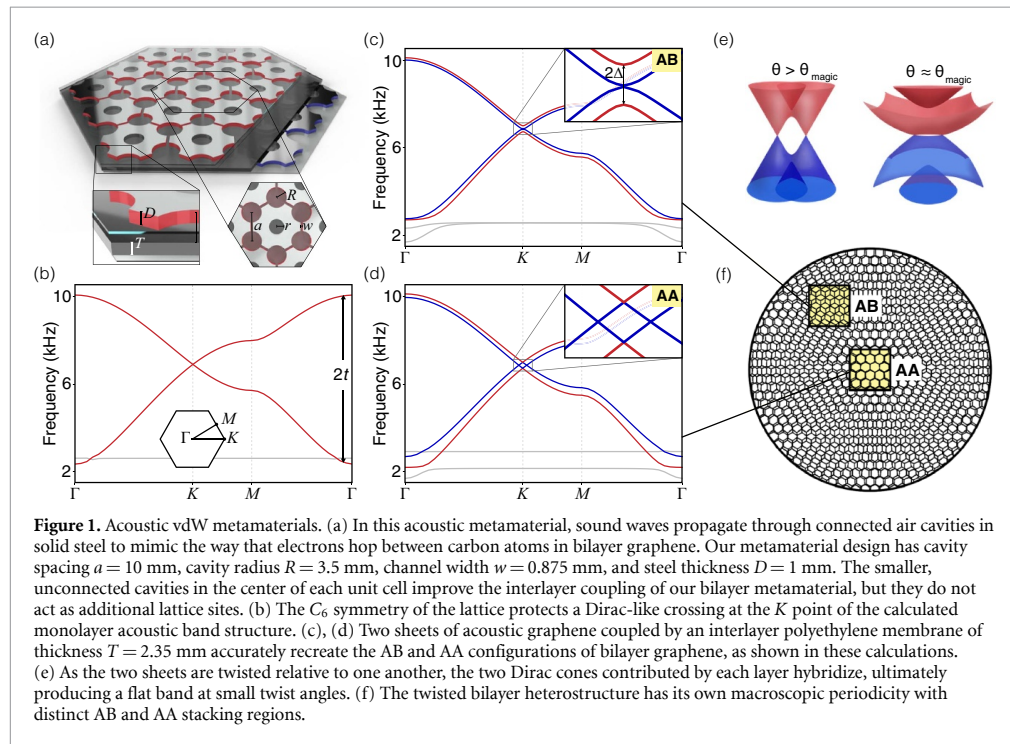 (a)
R
D
T
a
r
w
(b)
Frequency (kHz)
10
6
2
2t
M
Γ
K
Γ
K
M
Γ
(c)
AB
2Δ
Frequency (kHz)
10
6
2
Γ
K
M
Γ
(d)
AA
Frequency (kHz)
10
6
2
Γ
K
M
Γ
(e)
θ > θmagic
θ ≈ θmagic
(f)
AB
AA
Figure 1. Acoustic vdW metamaterials. (a) In this acoustic metamaterial, sound waves propagate through connected air cavities in
solid steel to mimic the way that electrons hop between carbon atoms in bilayer graphene. Our metamaterial design has cavity
spacing a = 10 mm, cavity radius R = 3.5 mm, channel width w = 0.875 mm, and steel thickness D = 1 mm. The smaller,
unconnected cavities in the center of each unit cell improve the interlayer coupling of our bilayer metamaterial, but they do not
act as additional lattice sites. (b) The C6 symmetry of the lattice protects a Dirac-like crossing at the K point of the calculated
monolayer acoustic band structure. (c), (d) Two sheets of acoustic graphene coupled by an interlayer polyethylene membrane of
thickness T = 2.35 mm accurately recreate the AB and AA configurations of bilayer graphene, as shown in these calculations.
(e) As the two sheets are twisted relative to one another, the two Dirac cones contributed by each layer hybridize, ultimately
producing a flat band at small twist angles. (f) The twisted bilayer heterostructure has its own macroscopic periodicity with
distinct AB and AA stacking regions.